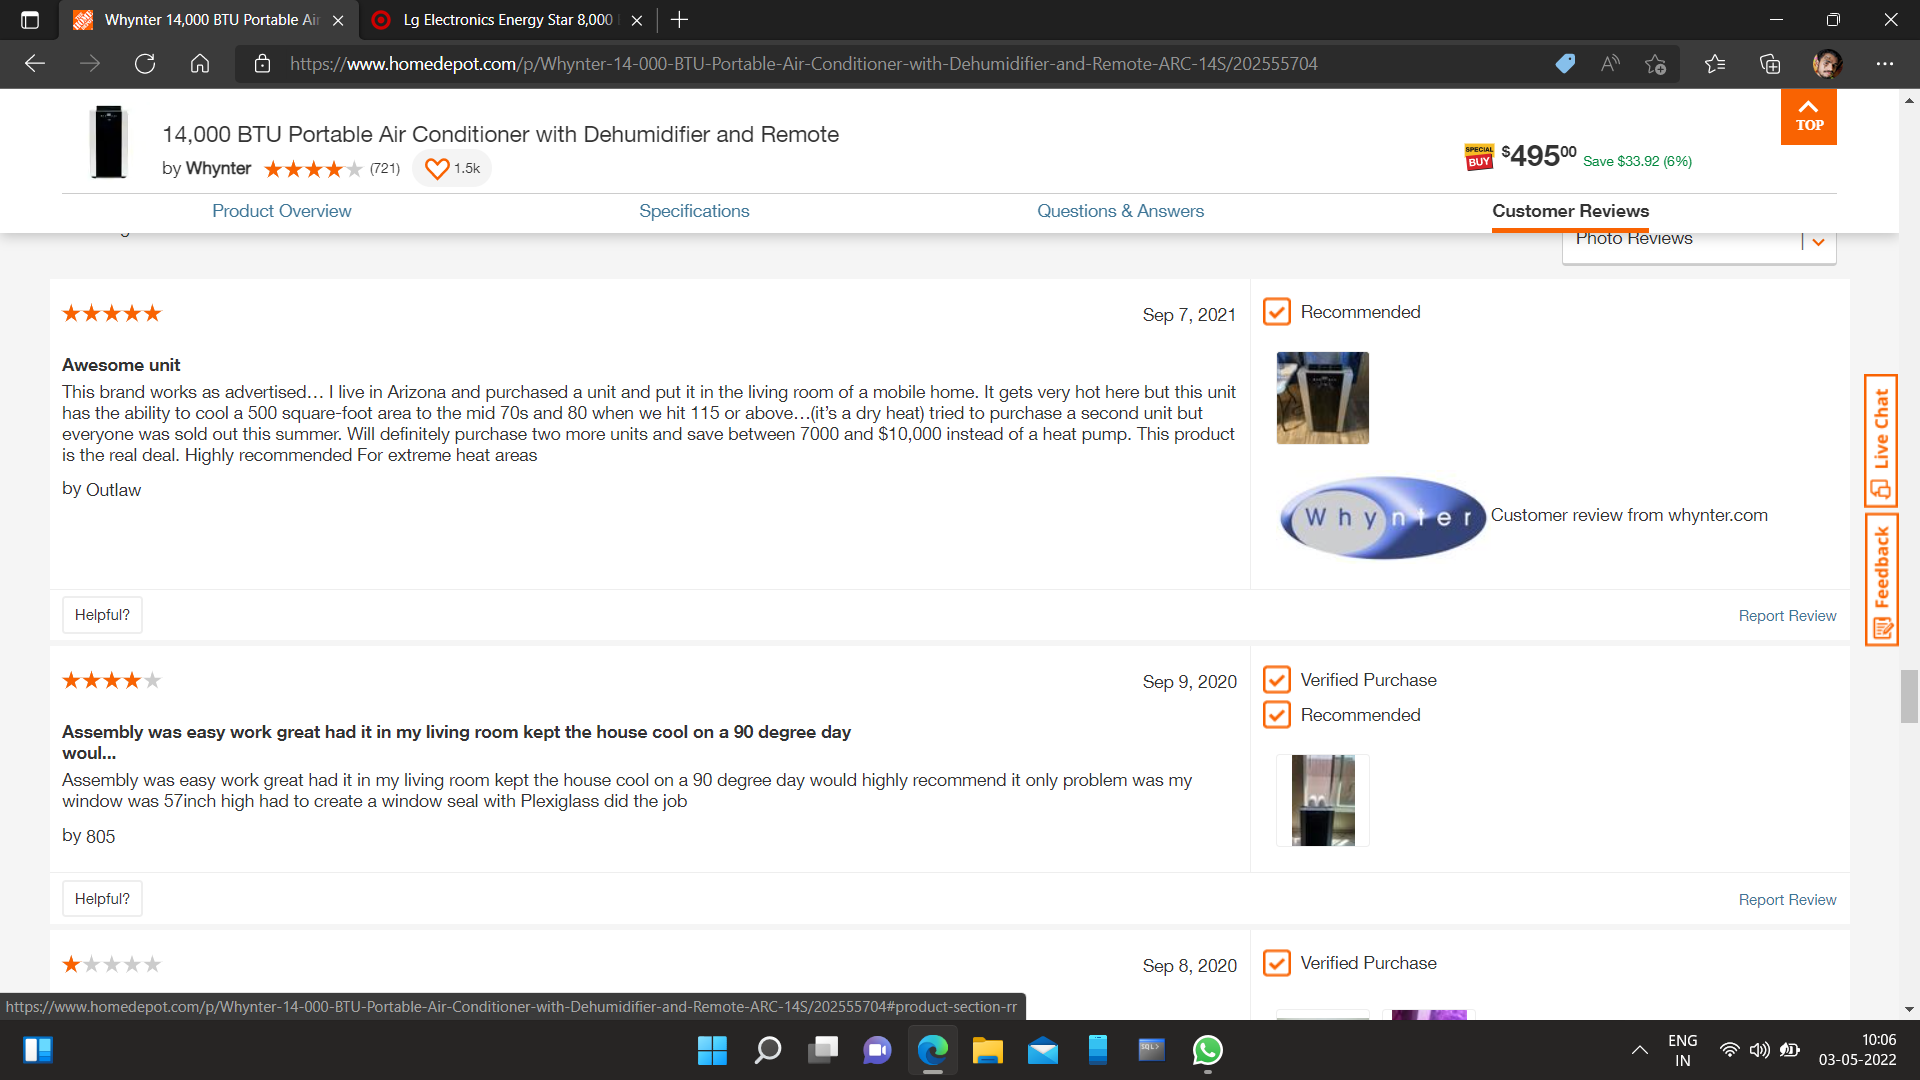 Whynter 14,000 BTU Portable Air
Lg Electronics Energy Star 8,000
https://www.homedepot.com/p/Whynter-14-000-BTU-Portable-Air-Conditioner-with-Dehumidifier-and-Remote-ARC-14S/202555704
TOP
14,000 BTU Portable Air Conditioner with Dehumidifier and Remote
by Whynter (721) 1.5k
SPECIAL BUY $49500 Save $33.92 (6%)
Product Overview Specifications Questions & Answers Customer Reviews
Photo Reviews
Sep 7, 2021
Recommended
Awesome unit
This brand works as advertised… I live in Arizona and purchased a unit and put it in the living room of a mobile home. It gets very hot here but this unit
has the ability to cool a 500 square-foot area to the mid 70s and 80 when we hit 115 or above…(it’s a dry heat) tried to purchase a second unit but
everyone was sold out this summer. Will definitely purchase two more units and save between 7000 and $10,000 instead of a heat pump. This product
is the real deal. Highly recommended For extreme heat areas
by Outlaw
Whynter Customer review from whynter.com
Live Chat
Feedback
Helpful? Report Review
Sep 9, 2020
Verified Purchase
Recommended
Assembly was easy work great had it in my living room kept the house cool on a 90 degree day
woul...
Assembly was easy work great had it in my living room kept the house cool on a 90 degree day would highly recommend it only problem was my
window was 57inch high had to create a window seal with Plexiglass did the job
by 805
Helpful? Report Review
Sep 8, 2020
Verified Purchase
https://www.homedepot.com/p/Whynter-14-000-BTU-Portable-Air-Conditioner-with-Dehumidifier-and-Remote-ARC-14S/202555704#product-section-rr
SQL>
ENG
IN
10:06
03-05-2022